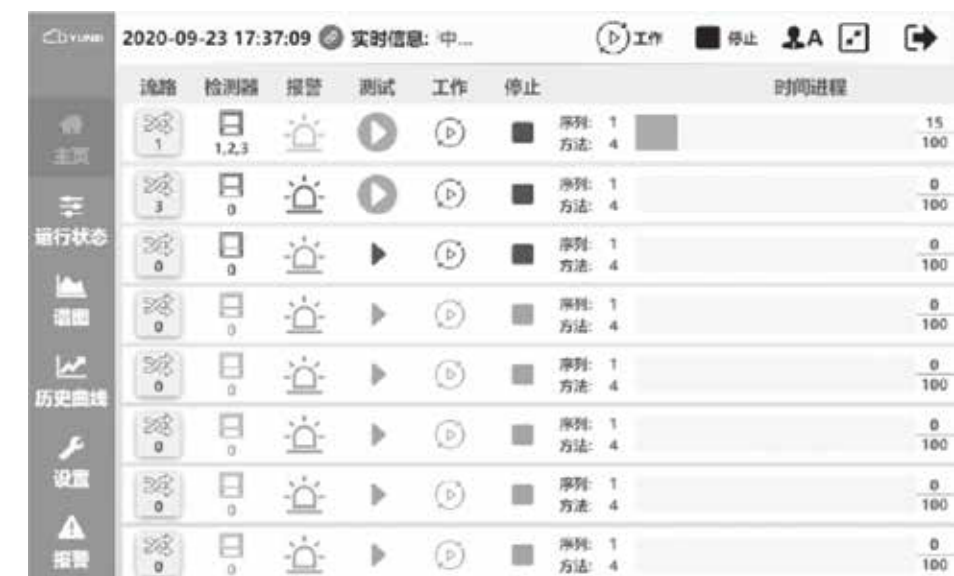 2020-09-23 17:37:09 实时信息: 中... 工作 停止 A
流路 检测器 报警 测试 工作 停止 时间进程
主页
运行状态
谱图
历史曲线
设置
报警
1 1,2,3 序列: 1 15
方法: 4 100
3 0 序列: 1 0
方法: 4 100
0 0 序列: 1 0
方法: 4 100
0 0 序列: 1 0
方法: 4 100
0 0 序列: 1 0
方法: 4 100
0 0 序列: 1 0
方法: 4 100
0 0 序列: 1 0
方法: 4 100
0 0 序列: 1 0
方法: 4 100